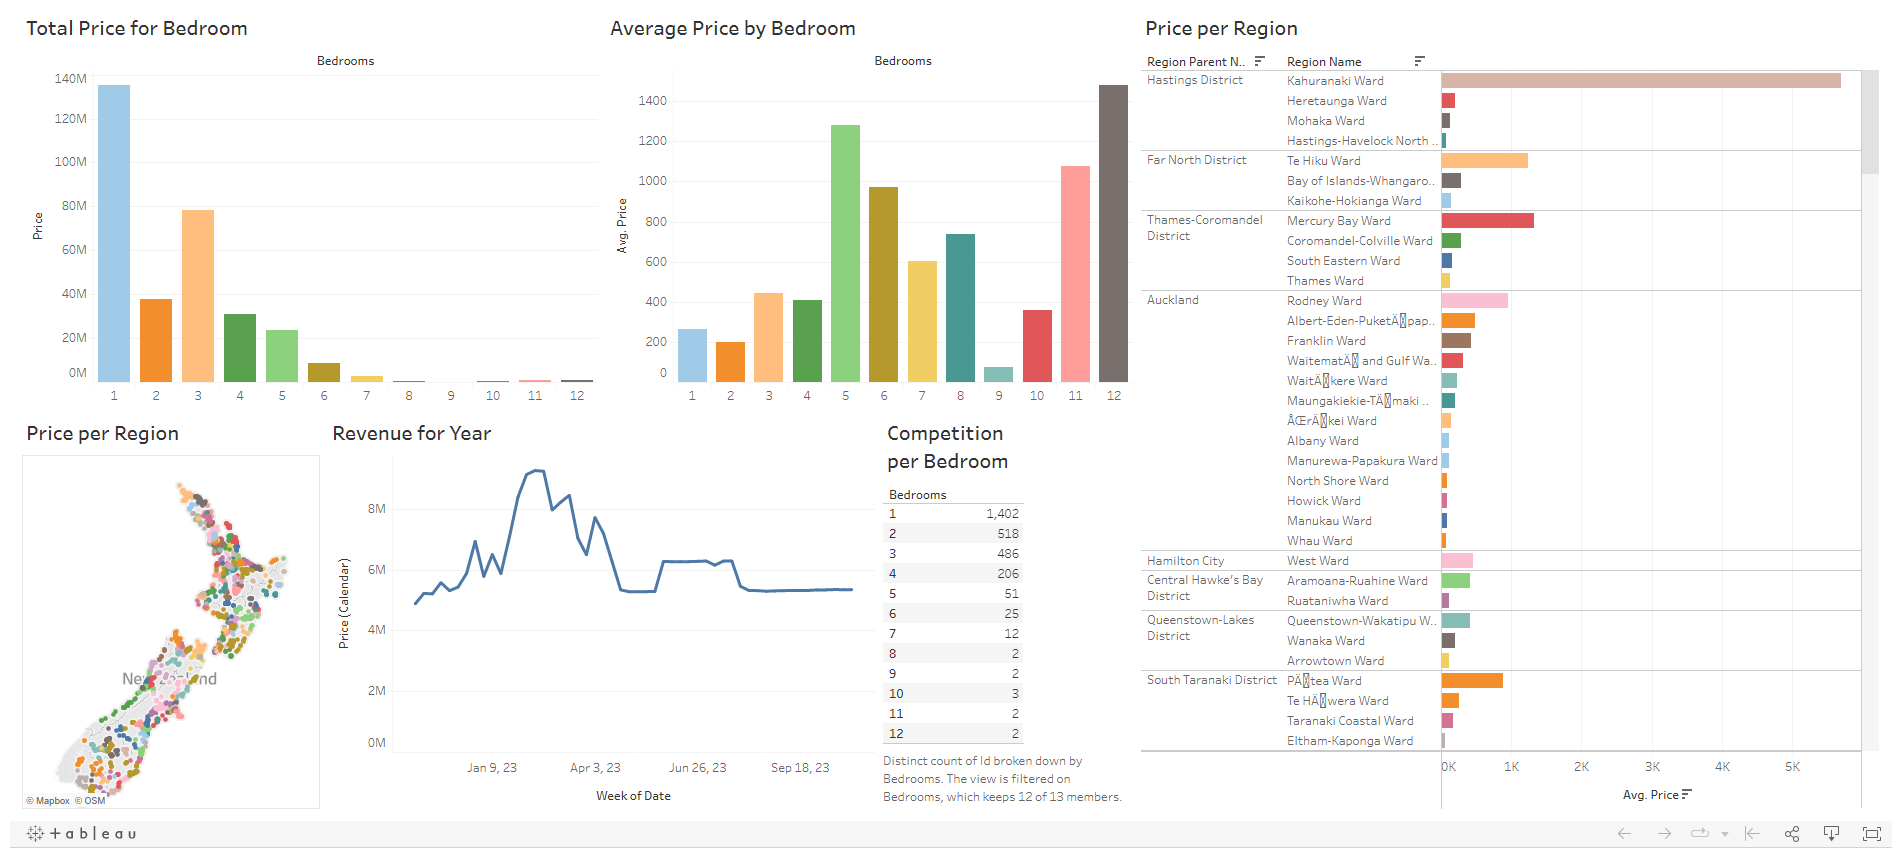 Total Price for Bedroom
Bedrooms
Price
140M
120M
100M
80M
60M
40M
20M
0M
1 2 3 4 5 6 7 8 9 10 11 12
Average Price by Bedroom
Bedrooms
Avg. Price
1400
1200
1000
800
600
400
200
0
1 2 3 4 5 6 7 8 9 10 11 12
Price per Region
Region Parent N.. Region Name
Hastings District Kahuranaki Ward
Heretaunga Ward
Mohaka Ward
Hastings-Havelock North ..
Far North District Te Hiku Ward
Bay of Islands-Whangaro..
Kaikohe-Hokianga Ward
Thames-Coromandel District Mercury Bay Ward
Coromandel-Colville Ward
South Eastern Ward
Thames Ward
Auckland Rodney Ward
Albert-Eden-PuketÄ▯pap..
Franklin Ward
WaitematÄ▯ and Gulf Wa..
WaitÄ▯kere Ward
Maungakiekie-TÄ▯maki ..
ÅŒrÄ▯kei Ward
Albany Ward
Manurewa-Papakura Ward
North Shore Ward
Howick Ward
Manukau Ward
Whau Ward
Hamilton City West Ward
Central Hawke's Bay District Aramoana-Ruahine Ward
Ruataniwha Ward
Queenstown-Lakes District Queenstown-Wakatipu W..
Wanaka Ward
Arrowtown Ward
South Taranaki District PÄ▯tea Ward
Te HÄ▯wera Ward
Taranaki Coastal Ward
Eltham-Kaponga Ward
0K 1K 2K 3K 4K 5K
Avg. Price
Price per Region
New Zealand
© Mapbox © OSM
Revenue for Year
Price (Calendar)
8M
6M
4M
2M
0M
Jan 9, 23 Apr 3, 23 Jun 26, 23 Sep 18, 23
Week of Date
Competition
per Bedroom
Bedrooms
1 1,402
2 518
3 486
4 206
5 51
6 25
7 12
8 2
9 2
10 3
11 2
12 2
Distinct count of Id broken down by
Bedrooms. The view is filtered on
Bedrooms, which keeps 12 of 13 members.
+ a b l e a u